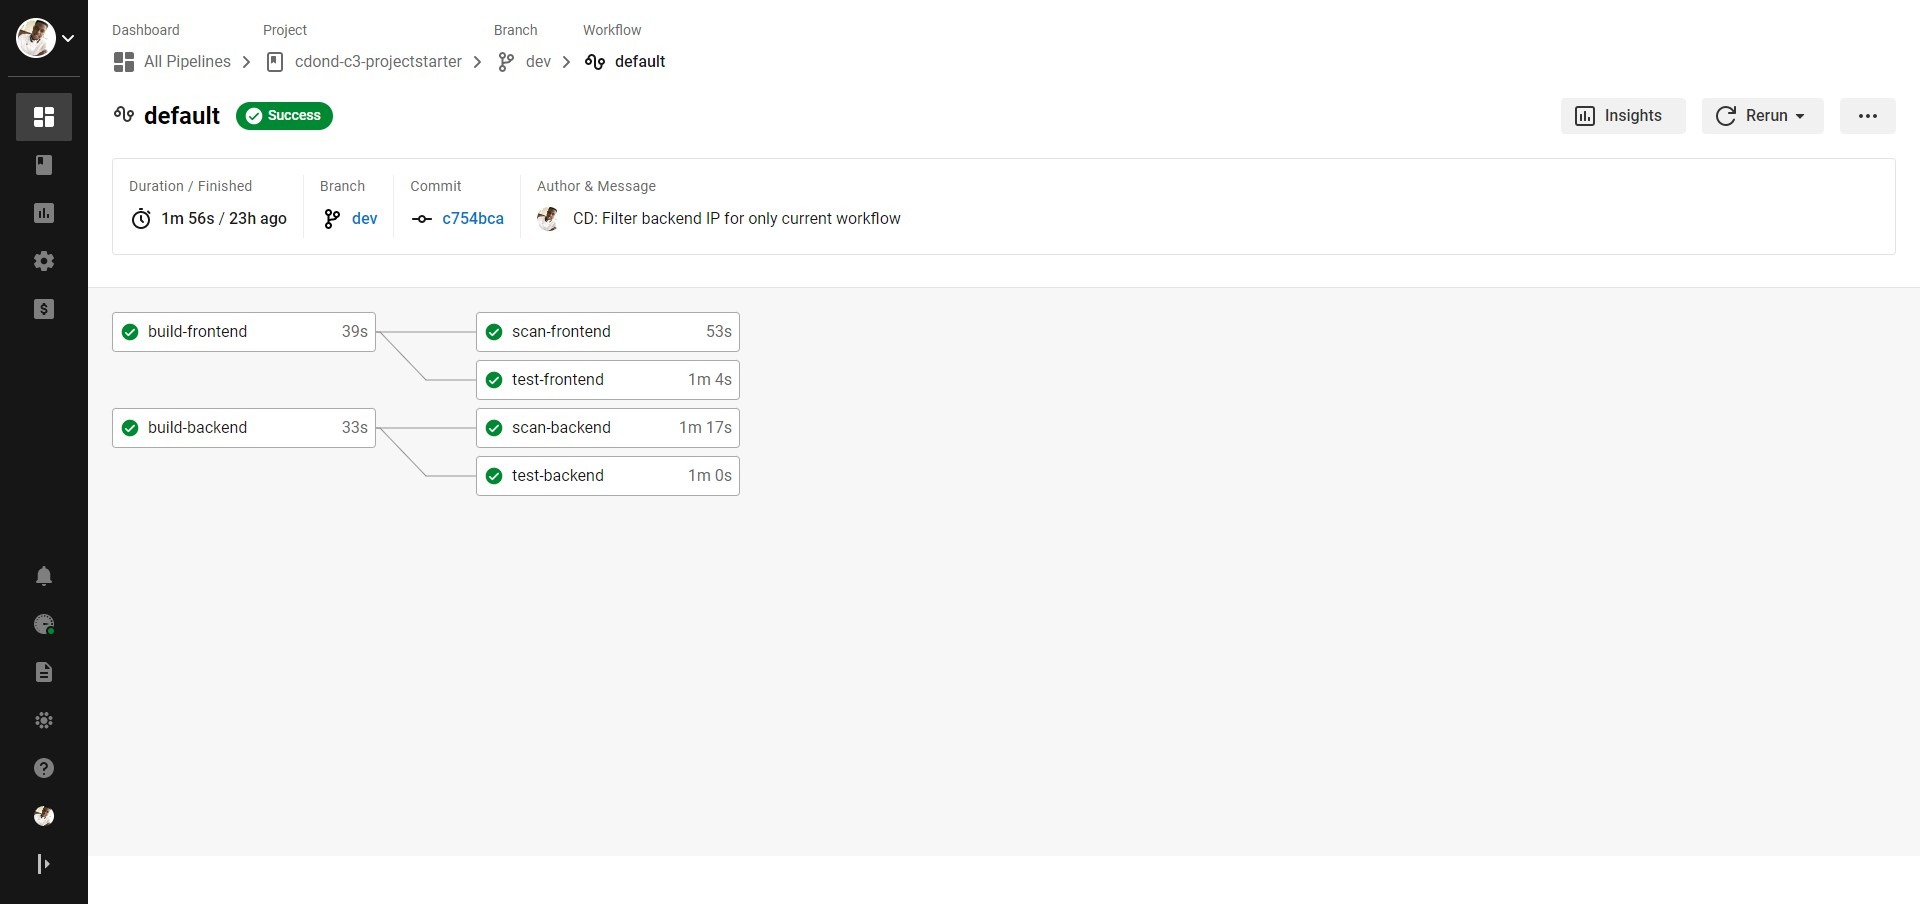 Dashboard Project Branch Workflow
All Pipelines cdond-c3-projectstarter dev default
default Success Insights Rerun
Duration / Finished Branch Commit Author & Message
1m 56s / 23h ago dev c754bca CD: Filter backend IP for only current workflow
build-frontend 39s scan-frontend 53s
test-frontend 1m 4s
build-backend 33s scan-backend 1m 17s
test-backend 1m 0s